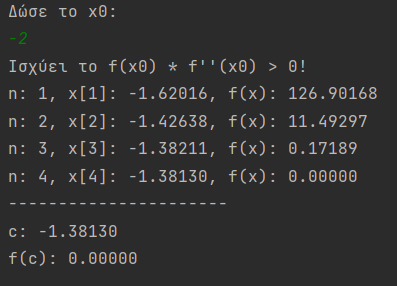 Δώσε το x0:
-2
Ισχύει το f(x0) * f''(x0) > 0!
n: 1, x[1]: -1.62016, f(x): 126.90168
n: 2, x[2]: -1.42638, f(x): 11.49297
n: 3, x[3]: -1.38211, f(x): 0.17189
n: 4, x[4]: -1.38130, f(x): 0.00000
----------------------
c: -1.38130
f(c): 0.00000